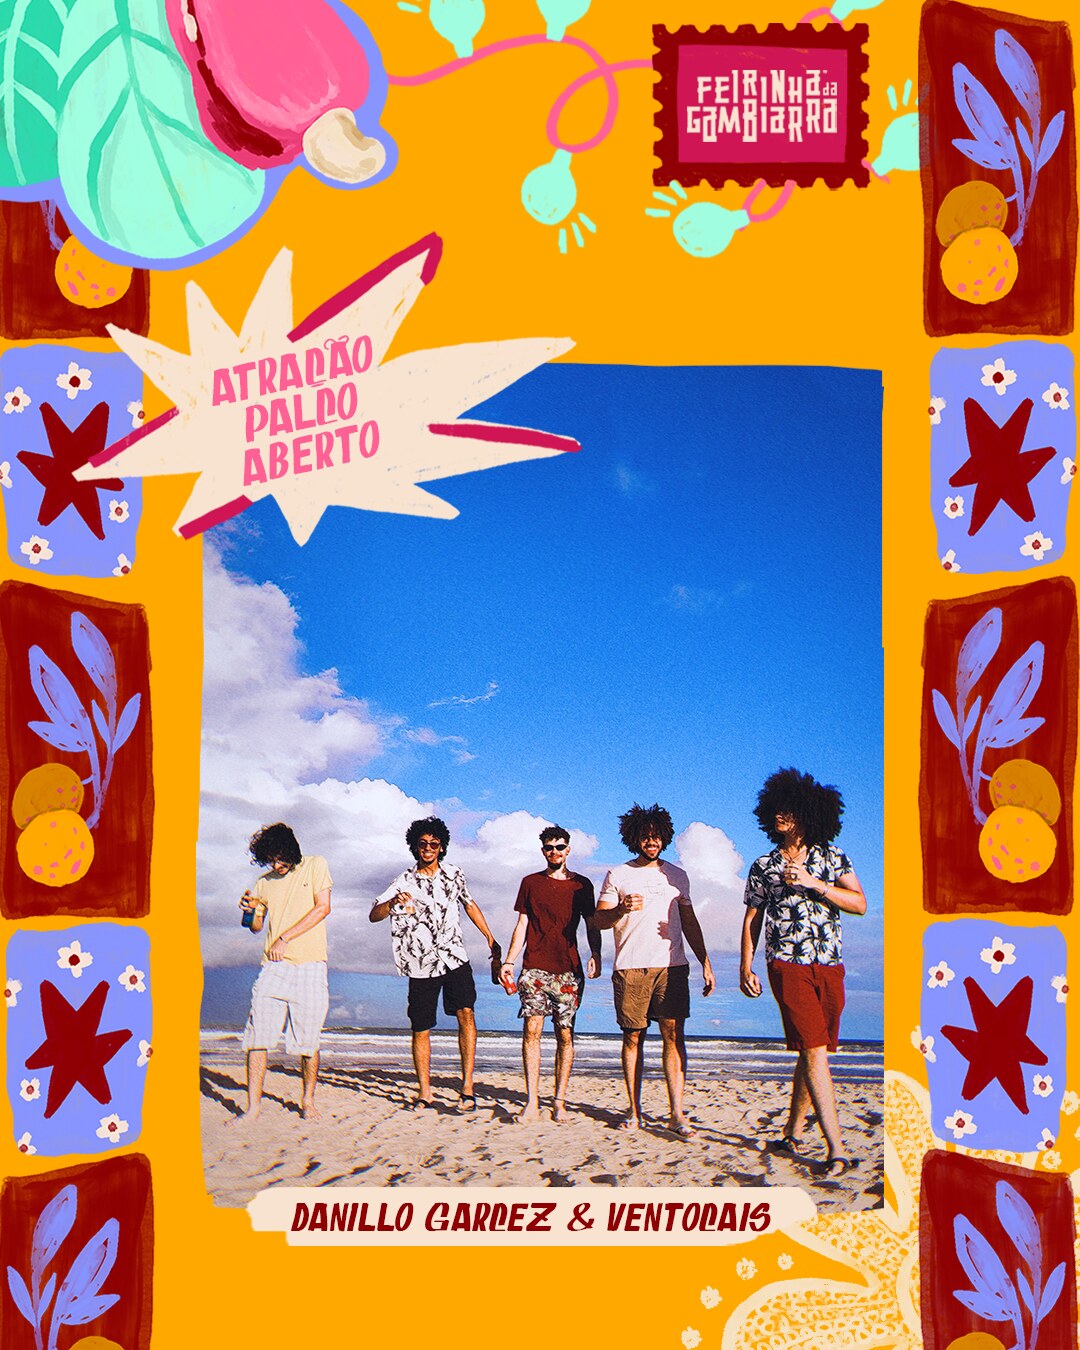 FEIRINHA da
GAMBIARRA
ATRAÇÃO
PALCO
ABERTO
DANILLO GARCEZ & VENTOCAIS